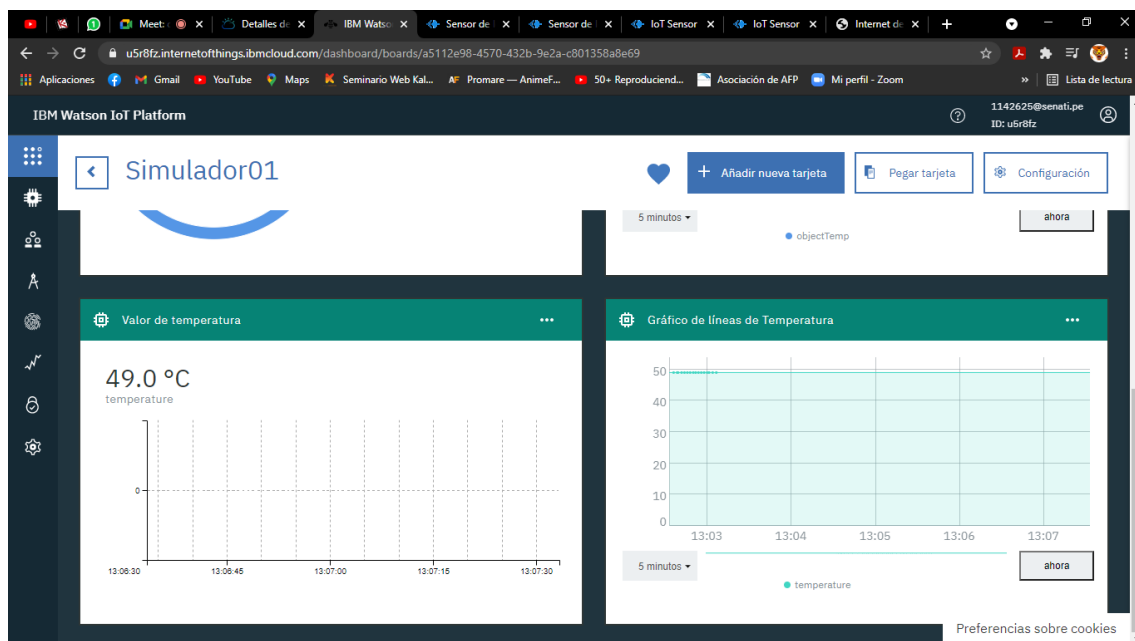 Meet:
Detalles de
IBM Watso
Sensor de
Sensor de
IoT Sensor
IoT Sensor
Internet de
u5r8fz.internetofthings.ibmcloud.com/dashboard/boards/a5112e98-4570-432b-9e2a-c801358a8e69
Aplicaciones
Gmail
YouTube
Maps
Seminario Web Kal...
AF Promare — AnimeF...
50+ Reproduciend...
Asociación de AFP
Mi perfil - Zoom
»
Lista de lectura
IBM Watson IoT Platform
1142625@senati.pe
ID: u5r8fz
Simulador01
+ Añadir nueva tarjeta
Pegar tarjeta
Configuración
5 minutos
ahora
objectTemp
Valor de temperatura
Gráfico de líneas de Temperatura
49.0 °C
temperature
0
13:06:30 13:06:45 13:07:00 13:07:15 13:07:30
50
40
30
20
10
0
13:03 13:04 13:05 13:06 13:07
5 minutos
ahora
temperature
Preferencias sobre cookies